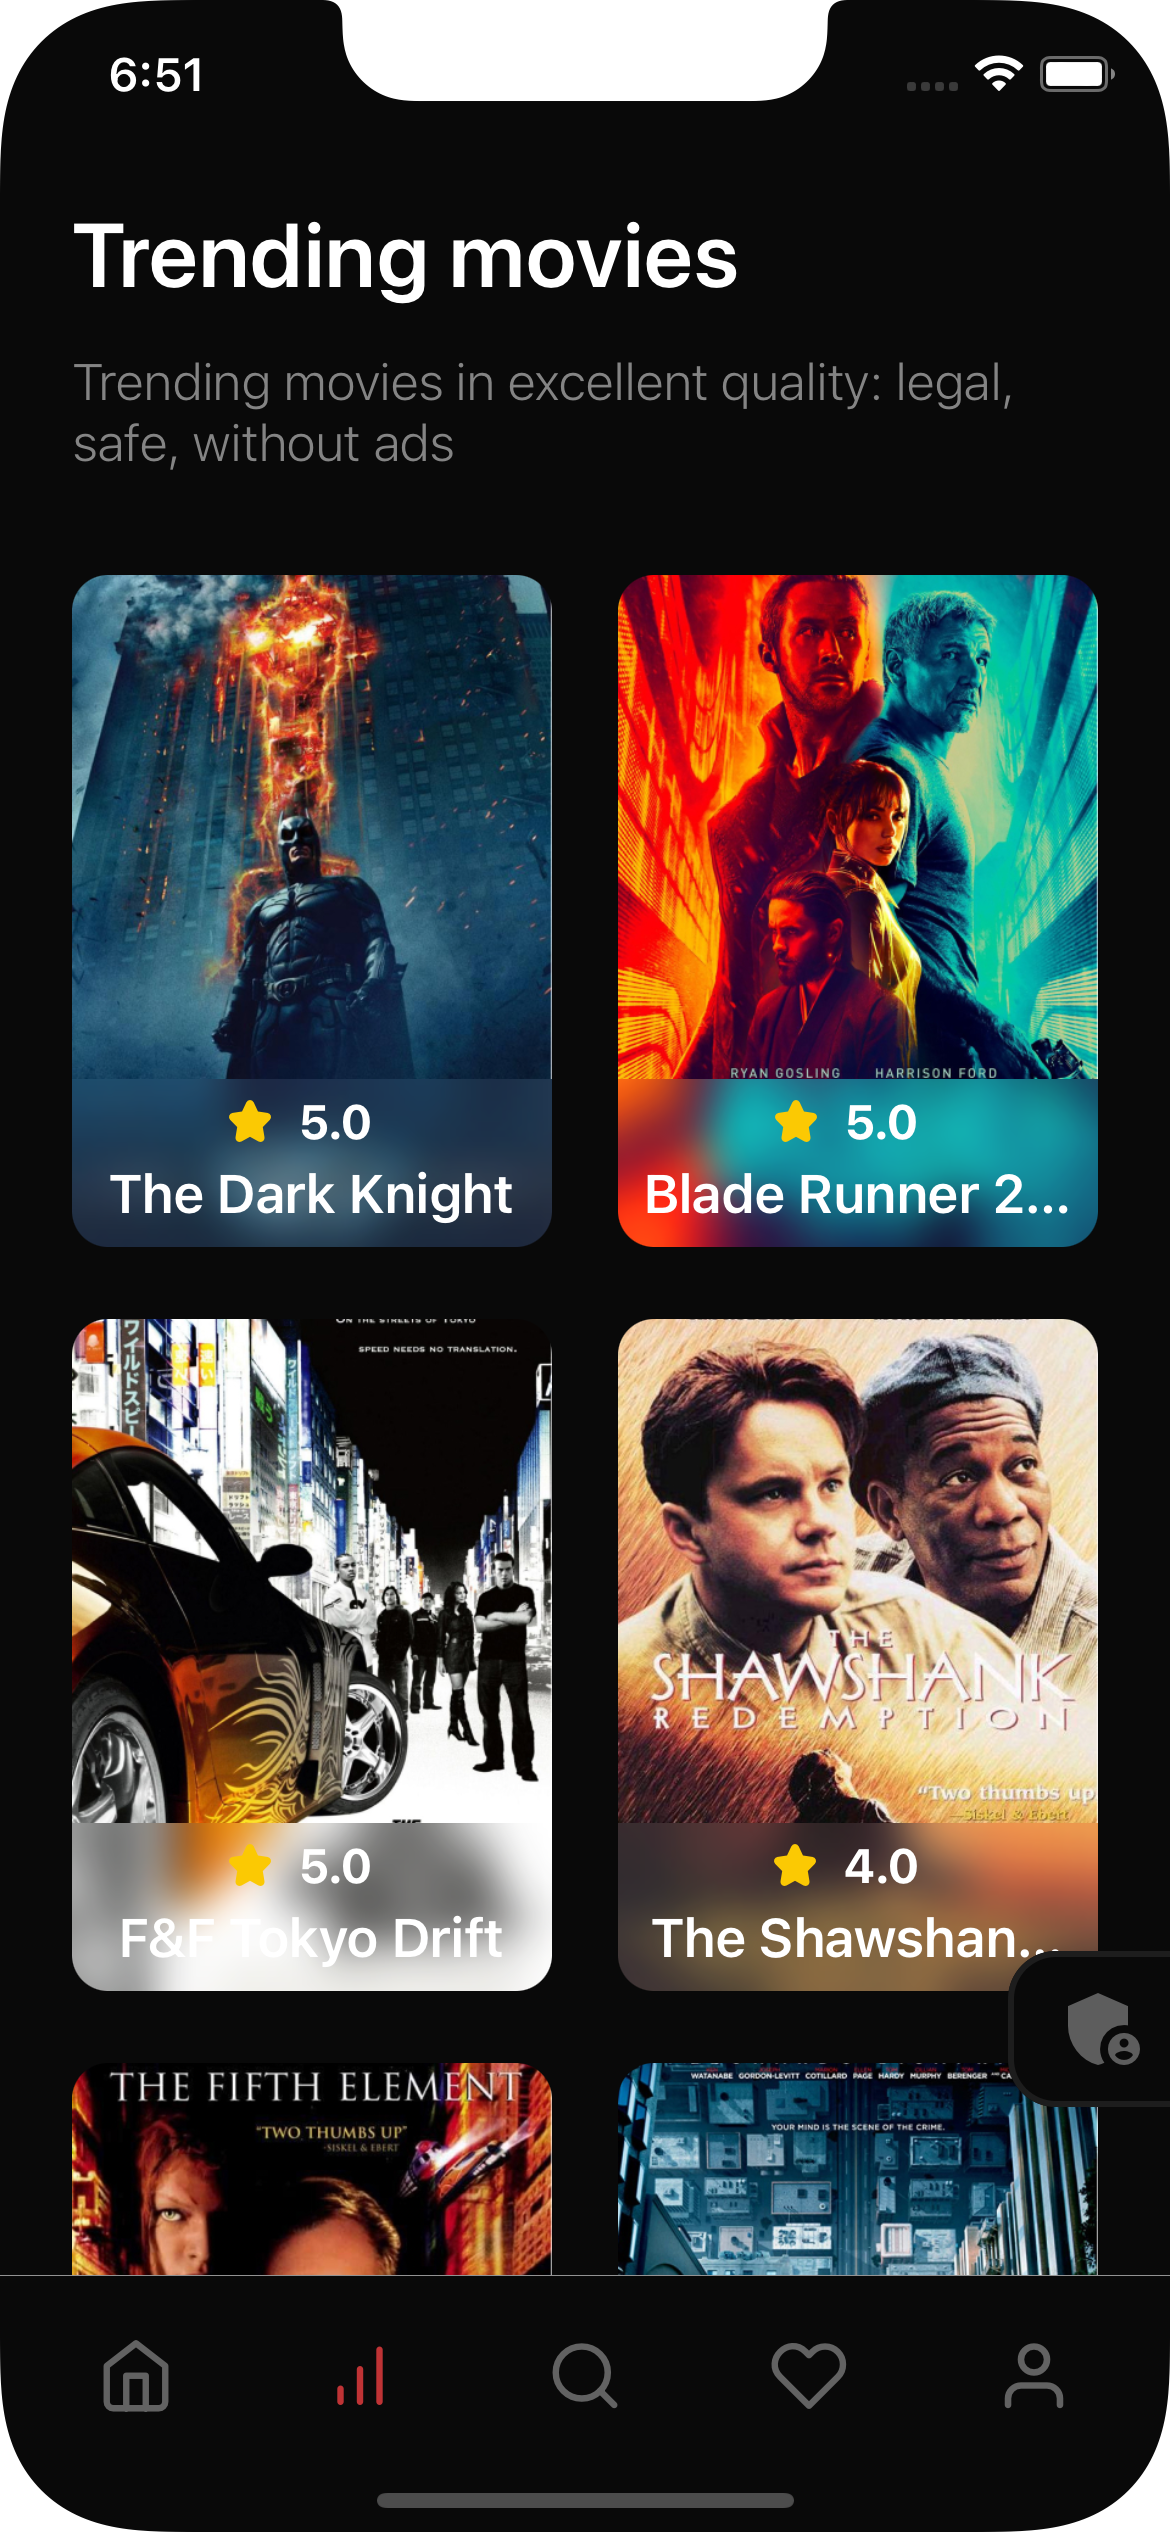 6:51
Trending movies
Trending movies in excellent quality: legal,
safe, without ads
RYAN GOSLING HARRISON FORD
5.0
The Dark Knight
5.0
Blade Runner 2...
ON THE STREETS OF TOKYO
SPEED NEEDS NO TRANSLATION.
ワイルドスピー
THE
SHAWSHANK
REDEMPTION
“Two thumbs up
—Siskel & Ebert
5.0
F&F Tokyo Drift
4.0
The Shawshan...
THE FIFTH ELEMENT
“TWO THUMBS UP”
-SISKEL & EBERT
WATANABE GORDON-LEVITT COTILLARD PAGE HARDY MURPHY BERENGER AND CA
YOUR MIND IS THE SCENE OF THE CRIME.